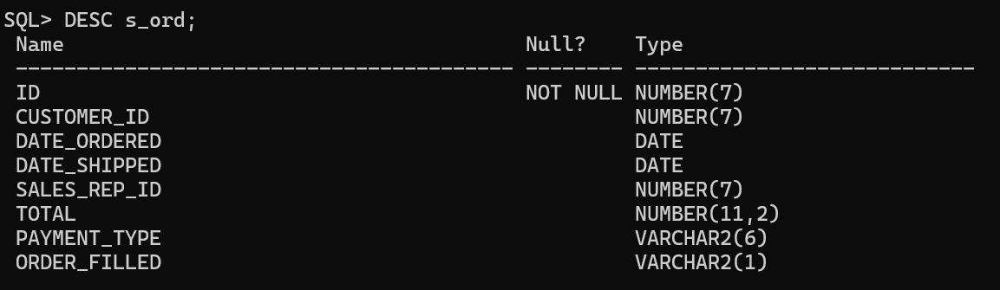 SQL> DESC s_ord;
 Name                                      Null?    Type
 ----------------------------------------- -------- ----------------------------
 ID                                        NOT NULL NUMBER(7)
 CUSTOMER_ID                                        NUMBER(7)
 DATE_ORDERED                                       DATE
 DATE_SHIPPED                                       DATE
 SALES_REP_ID                                       NUMBER(7)
 TOTAL                                              NUMBER(11,2)
 PAYMENT_TYPE                                       VARCHAR2(6)
 ORDER_FILLED                                       VARCHAR2(1)